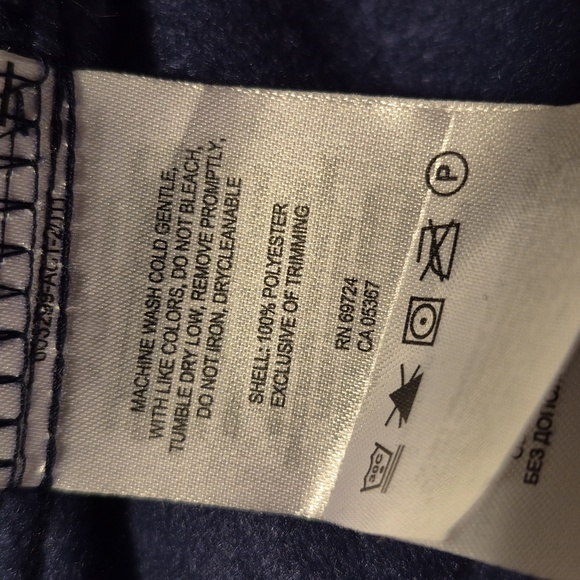 MACHINE WASH COLD GENTLE,
WITH LIKE COLORS, DO NOT BLEACH,
TUMBLE DRY LOW, REMOVE PROMPTLY,
DO NOT IRON, DRYCLEANABLE
SHELL: 100% POLYESTER
EXCLUSIVE OF TRIMMING
RN 69724
CA 05367
30C
P
БЕЗ